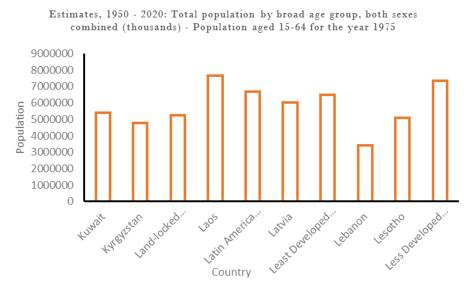 Estimates, 1950 - 2020: Total population by broad age group, both sexes
combined (thousands) - Population aged 15-64 for the year 1975
9000000
8000000
7000000
6000000
5000000
4000000
3000000
2000000
1000000
0
Population
Kuwait
Kyrgyzstan
Land-locked...
Laos
Latin America...
Latvia
Least Developed...
Lebanon
Lesotho
Less Developed...
Country